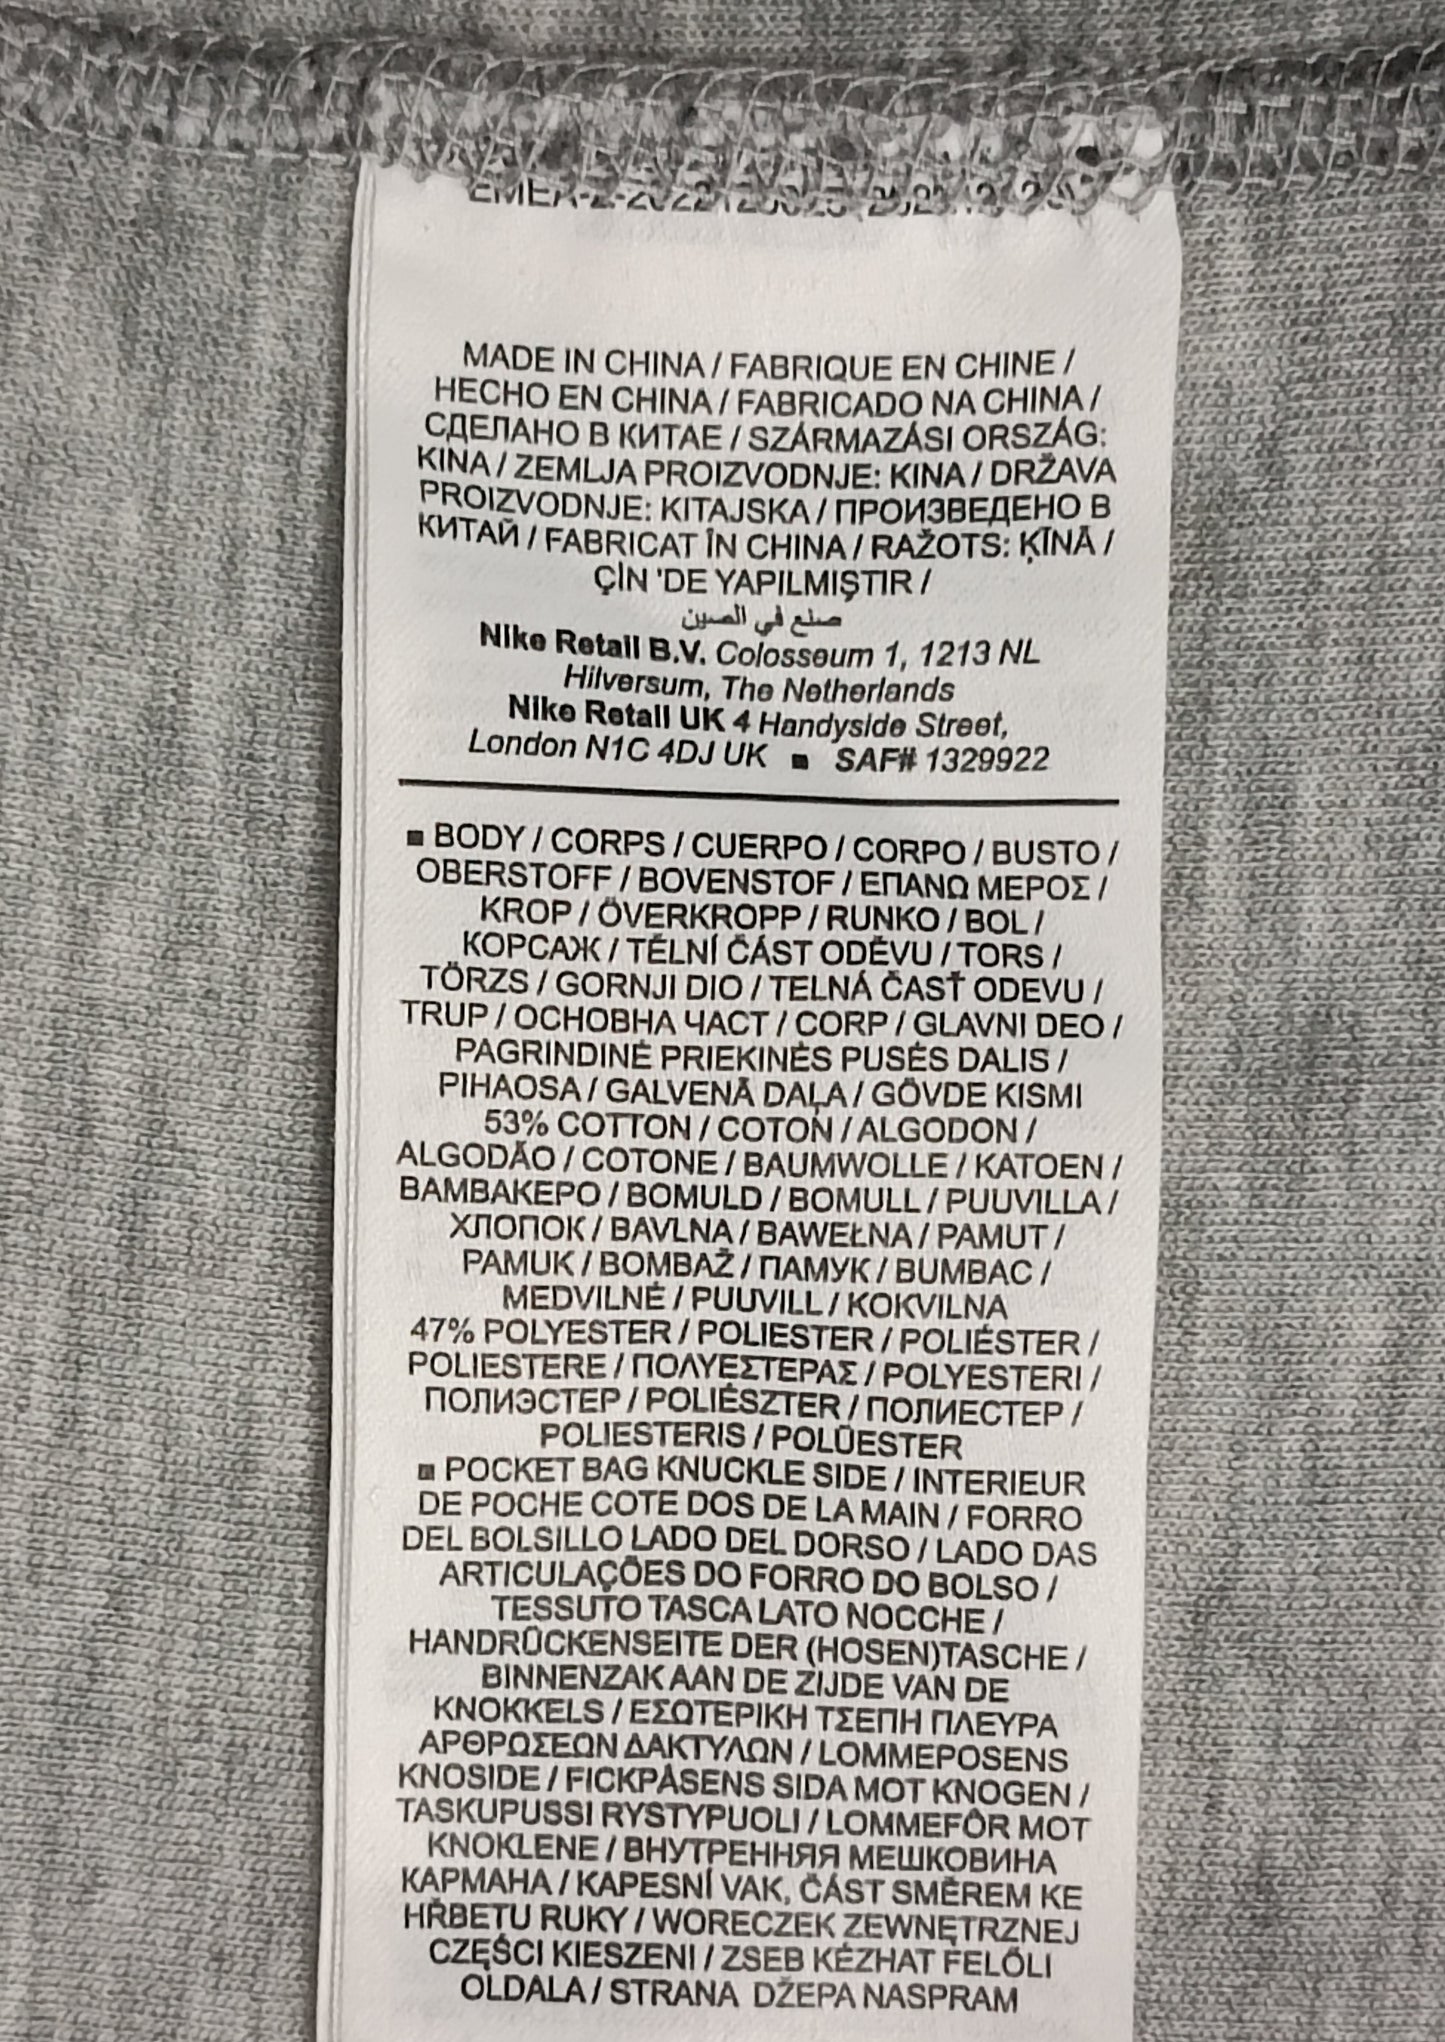 MADE IN CHINA / FABRIQUE EN CHINE /
HECHO EN CHINA / FABRICADO NA CHINA /
СДЕЛАНО В КИТАЕ / SZÁRMAZÁSI ORSZÁG:
KINA / ZEMLJA PROIZVODNJE: KINA / DRŽAVA
PROIZVODNJE: KITAJSKA / ПРОИЗВЕДЕНО В
КИТАЙ / FABRICAT ÎN CHINA / RAŽOTS: ĶĪNĀ /
ÇİN 'DE YAPILMIŞTIR /
صنع في الصين
Nike Retail B.V. Colosseum 1, 1213 NL
Hilversum, The Netherlands
Nike Retail UK 4 Handyside Street,
London N1C 4DJ UK ■ SAF# 1329922
■ BODY / CORPS / CUERPO / CORPO / BUSTO /
OBERSTOFF / BOVENSTOF / ΕΠΑΝΩ ΜΕΡΟΣ /
KROP / ÖVERKROPP / RUNKO / BOL /
КОРСАЖ / TĚLNÍ ČÁST ODĚVU / TORS /
TÖRZS / GORNJI DIO / TELNÁ ČASŤ ODEVU /
TRUP / ОСНОВНА ЧАСТ / CORP / GLAVNI DEO /
PAGRINDINĖ PRIEKINĖS PUSĖS DALIS /
PIHAOSA / GALVENĀ DAĻA / GÖVDE KISMI
53% COTTON / COTON / ALGODON /
ALGODÃO / COTONE / BAUMWOLLE / KATOEN /
ΒΑΜΒΑΚΕΡΟ / BOMULD / BOMULL / PUUVILLA /
ХЛОПОК / BAVLNA / BAWEŁNA / PAMUT /
PAMUK / BOMBAŽ / ПАМУК / BUMBAC /
MEDVILNĖ / PUUVILL / KOKVILNA
47% POLYESTER / POLIESTER / POLIÉSTER /
POLIESTERE / ΠΟΛΥΕΣΤΕΡΑΣ / POLYESTERI /
ПОЛИЭСТЕР / POLIÉSZTER / ПОЛИЕСТЕР /
POLIESTERIS / POLÜESTER
■ POCKET BAG KNUCKLE SIDE / INTERIEUR
DE POCHE COTE DOS DE LA MAIN / FORRO
DEL BOLSILLO LADO DEL DORSO / LADO DAS
ARTICULAÇÕES DO FORRO DO BOLSO /
TESSUTO TASCA LATO NOCCHE /
HANDRÜCKENSEITE DER (HOSEN)TASCHE /
BINNENZAK AAN DE ZIJDE VAN DE
KNOKKELS / ΕΣΩΤΕΡΙΚΗ ΤΣΕΠΗ ΠΛΕΥΡΑ
ΑΡΘΡΩΣΕΩΝ ΔΑΚΤΥΛΩΝ / LOMMEPOSENS
KNOSIDE / FICKPÅSENS SIDA MOT KNOGEN /
TASKUPUSSI RYSTYPUOLI / LOMMEFÔR MOT
KNOKLENE / ВНУТРЕННЯЯ МЕШКОВИНА
КАРМАНА / KAPESNÍ VAK, ČÁST SMĚREM KE
HŘBETU RUKY / WORECZEK ZEWNĘTRZNEJ
CZĘŚCI KIESZENI / ZSEB KÉZHAT FELŐLI
OLDALA / STRANA DŽEPA NASPRAM